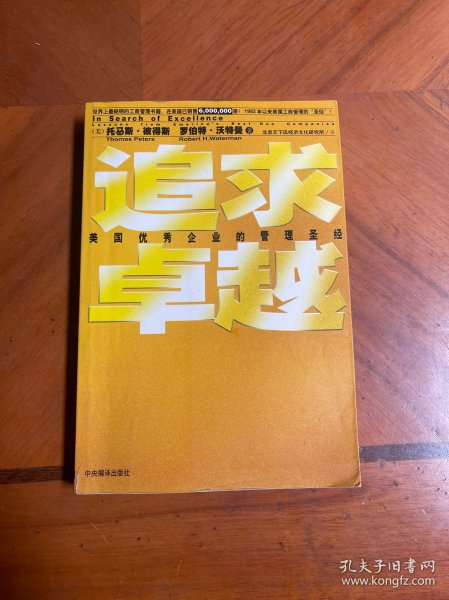 世界上最畅销的工商管理书籍,在美国已销售6,000,000册!1982年以来美国工商管理的“圣经”!
In Search of Excellence
Lessons from America's Best Run Companies
(美)托马斯·彼得斯 罗伯特·沃特曼 著
Thomas Peters Robert H.Waterman
北京天下风经济文化研究所/译
追求
美国优秀企业的管理圣经
卓越
中央编译出版社
孔夫子旧书网
www.kongfz.com